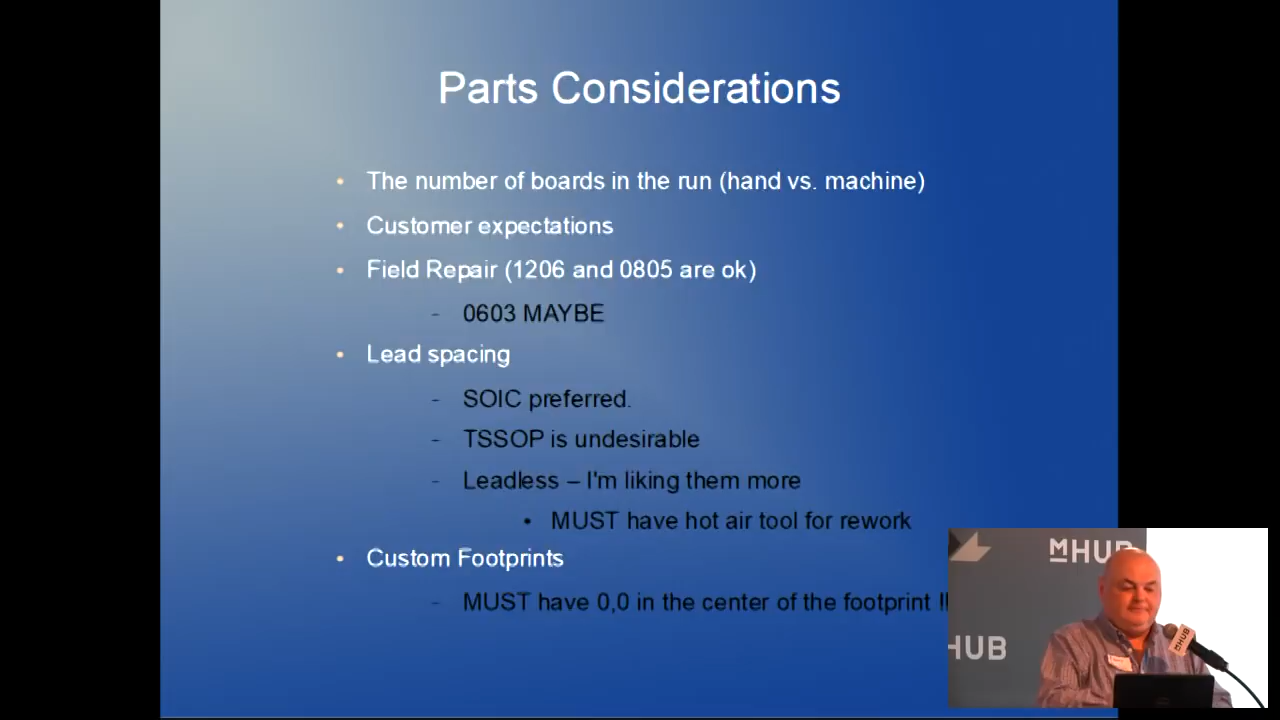 Parts Considerations
• The number of boards in the run (hand vs. machine)
• Customer expectations
• Field Repair (1206 and 0805 are ok)
– 0603 MAYBE
• Lead spacing
– SOIC preferred.
– TSSOP is undesirable
– Leadless – I'm liking them more
• MUST have hot air tool for rework
• Custom Footprints
– MUST have 0,0 in the center of the footprint !
MHUB
HUB
MHUB